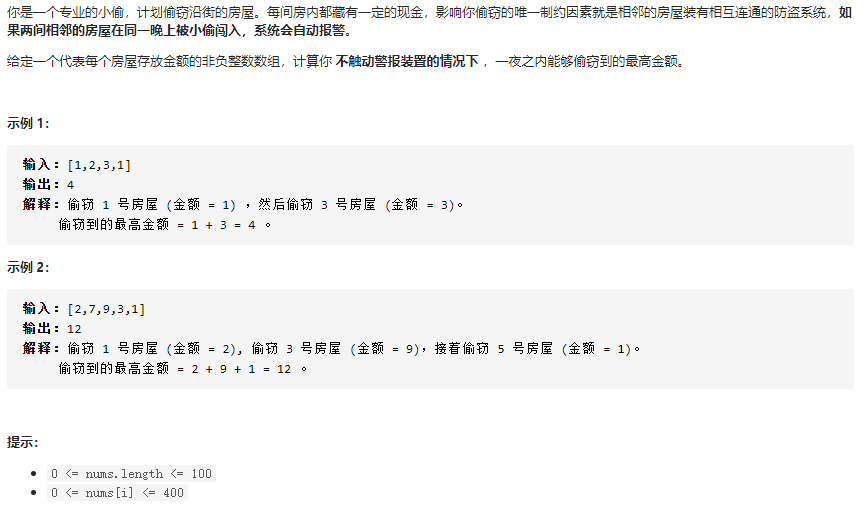 你是一个专业的小偷，计划偷窃沿街的房屋。每间房内都藏有一定的现金，影响你偷窃的唯一制约因素就是相邻的房屋装有相互连通的防盗系统，如
果两间相邻的房屋在同一晚上被小偷闯入，系统会自动报警。
给定一个代表每个房屋存放金额的非负整数数组，计算你 不触动警报装置的情况下 ，一夜之内能够偷窃到的最高金额。
示例 1：
输入：[1,2,3,1]
输出：4
解释：偷窃 1 号房屋 (金额 = 1) ，然后偷窃 3 号房屋 (金额 = 3)。
偷窃到的最高金额 = 1 + 3 = 4 。
示例 2：
输入：[2,7,9,3,1]
输出：12
解释：偷窃 1 号房屋 (金额 = 2), 偷窃 3 号房屋 (金额 = 9)，接着偷窃 5 号房屋 (金额 = 1)。
偷窃到的最高金额 = 2 + 9 + 1 = 12 。
提示：
• 0 <= nums.length <= 100
• 0 <= nums[i] <= 400